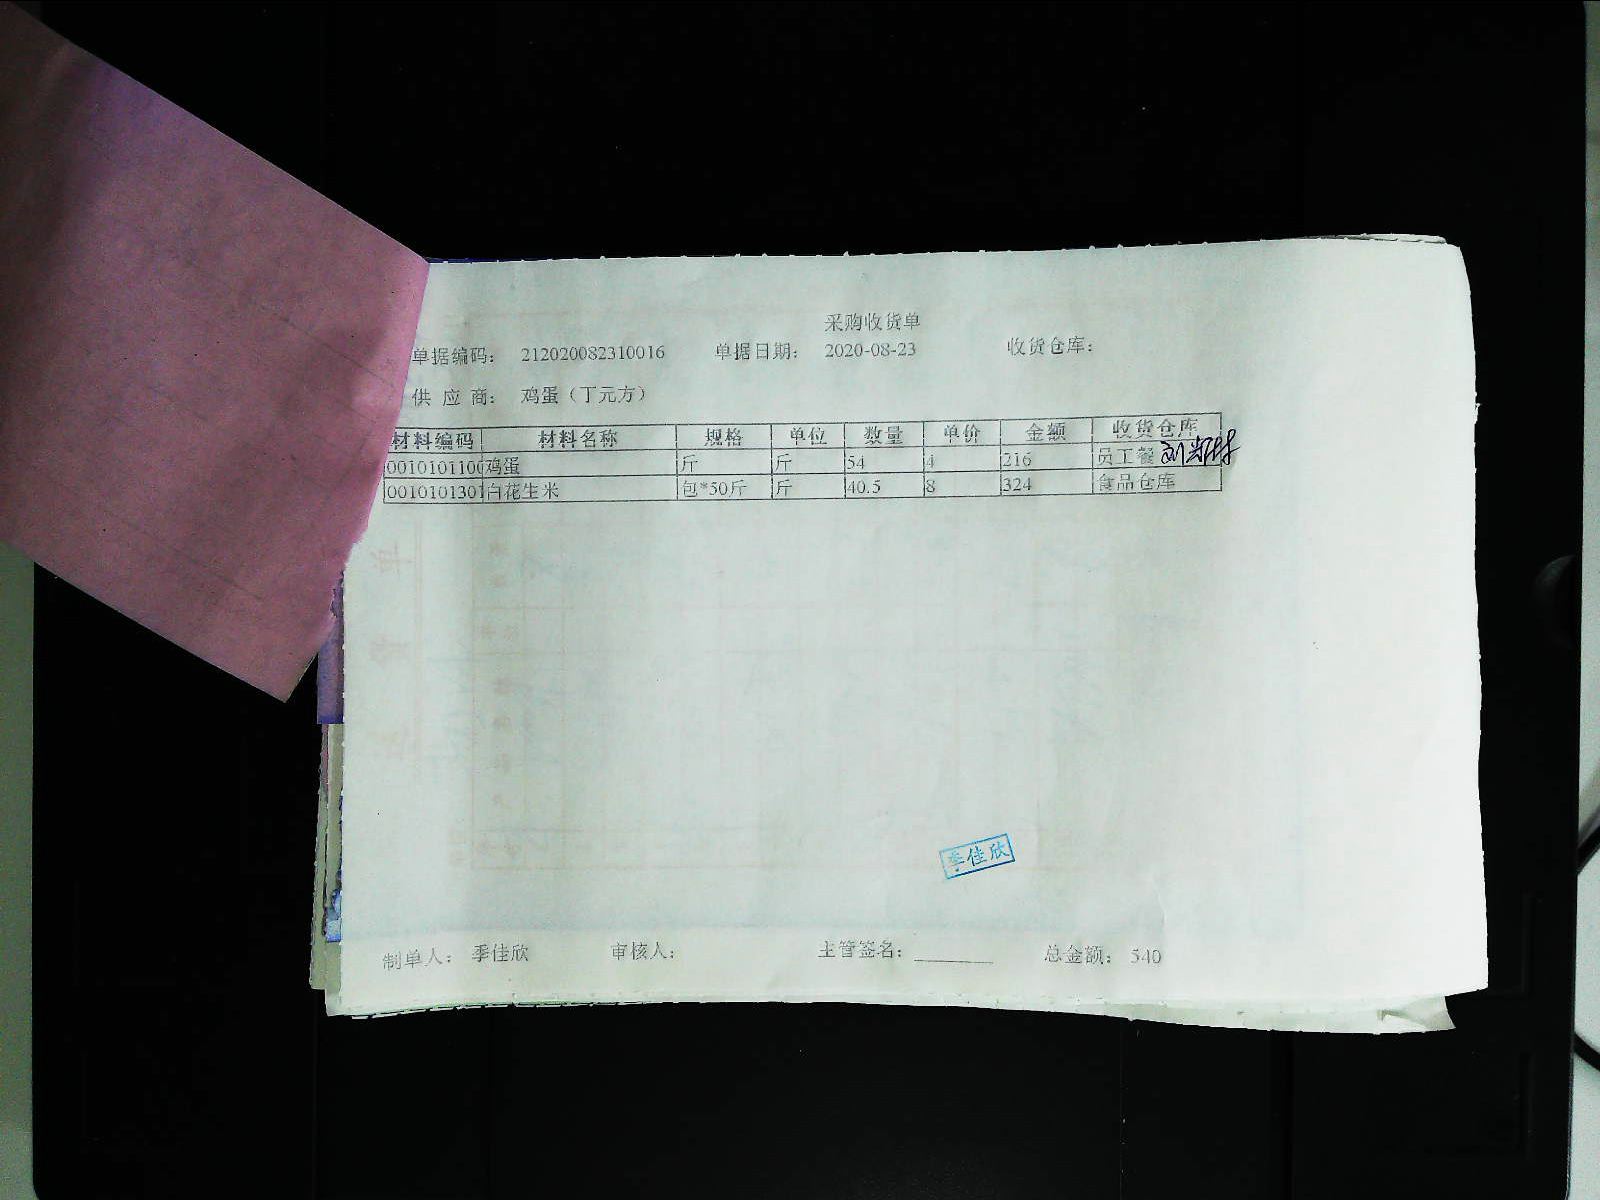 采购收货单
单据编码： 212020082310016 单据日期： 2020-08-23 收货仓库：
供 应 商： 鸡蛋（丁元方）
材料编码 材料名称 规格 单位 数量 单价 金额 收货仓库
0010101100 鸡蛋 斤 斤 54 4 216 员工餐
0010101301 白花生米 包*50斤 斤 40.5 8 324 食品仓库
季佳欣
制单人： 季佳欣 审核人： 主管签名： 总金额： 540